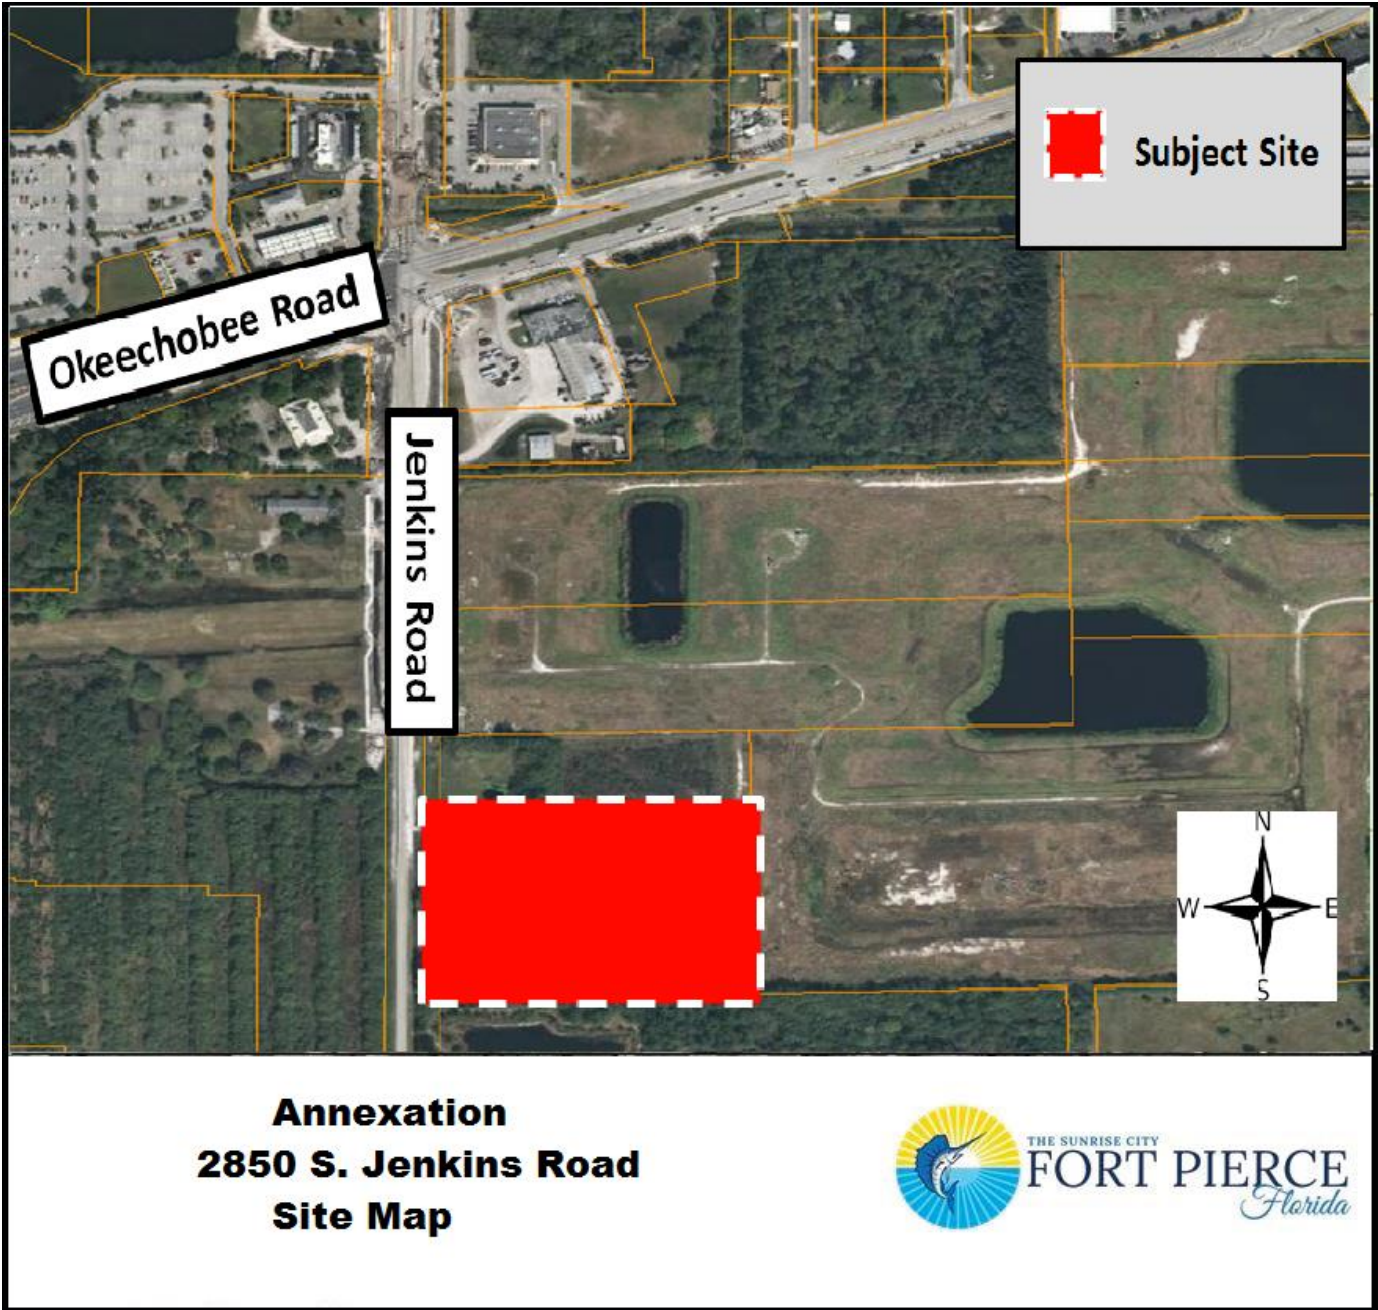 Subject Site
Okeechobee Road
Jenkins Road
N
W
E
S
Annexation
2850 S. Jenkins Road
Site Map
THE SUNRISE CITY
FORT PIERCE
Florida